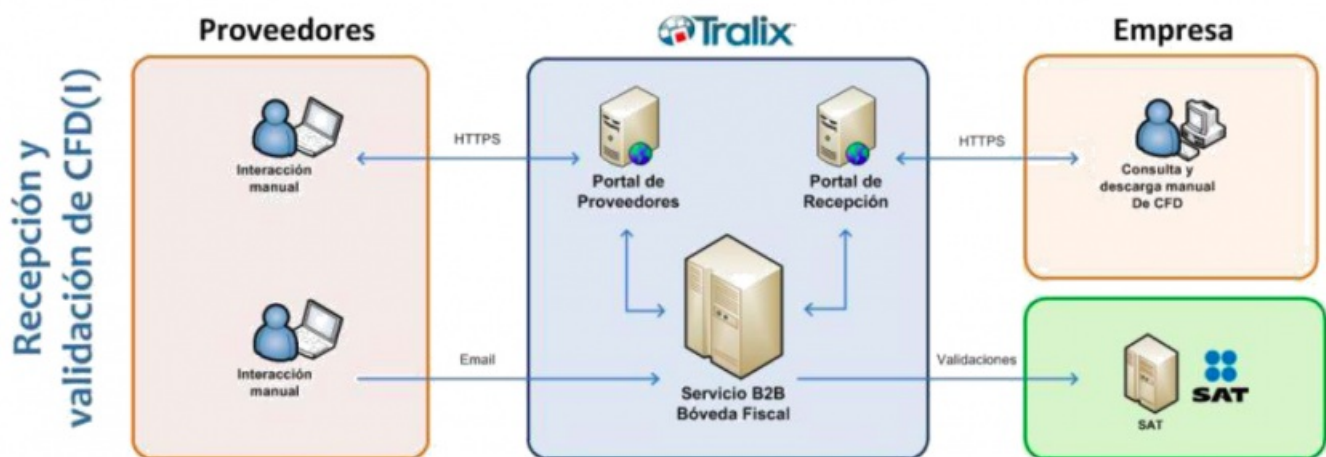 Recepción y
validación de CFD(I)
Proveedores
Tralix
Empresa
Interacción
manual
HTTPS
Portal de
Proveedores
Portal de
Recepción
HTTPS
Consulta y
descarga manual
De CFD
Interacción
manual
Email
Servicio B2B
Bóveda Fiscal
Validaciones
SAT
SAT